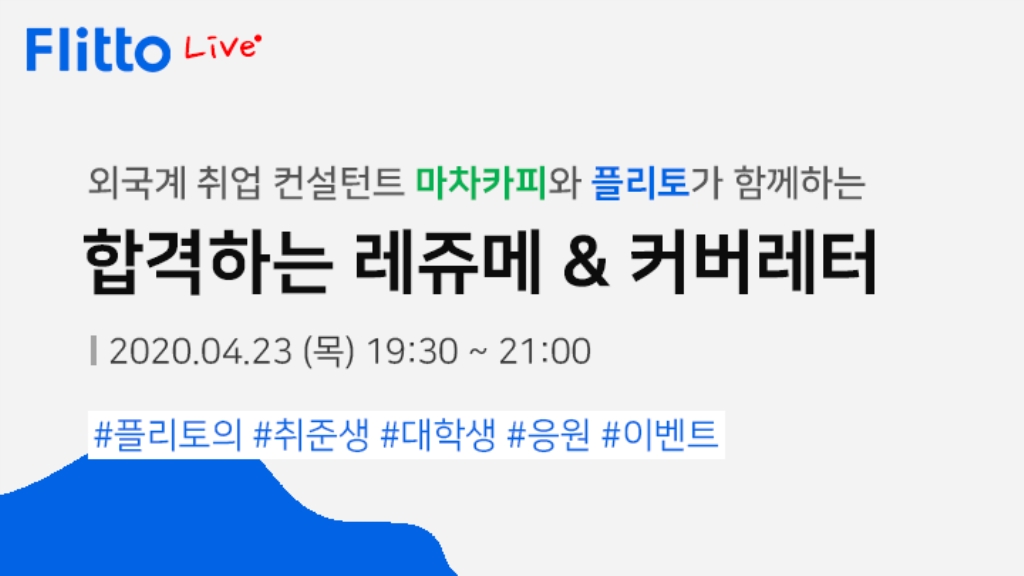 Flitto Live
외국계 취업 컨설턴트 마차카피와 플리토가 함께하는
합격하는 레쥬메 & 커버레터
2020.04.23 (목) 19:30 ~ 21:00
#플리토의 #취준생 #대학생 #응원 #이벤트